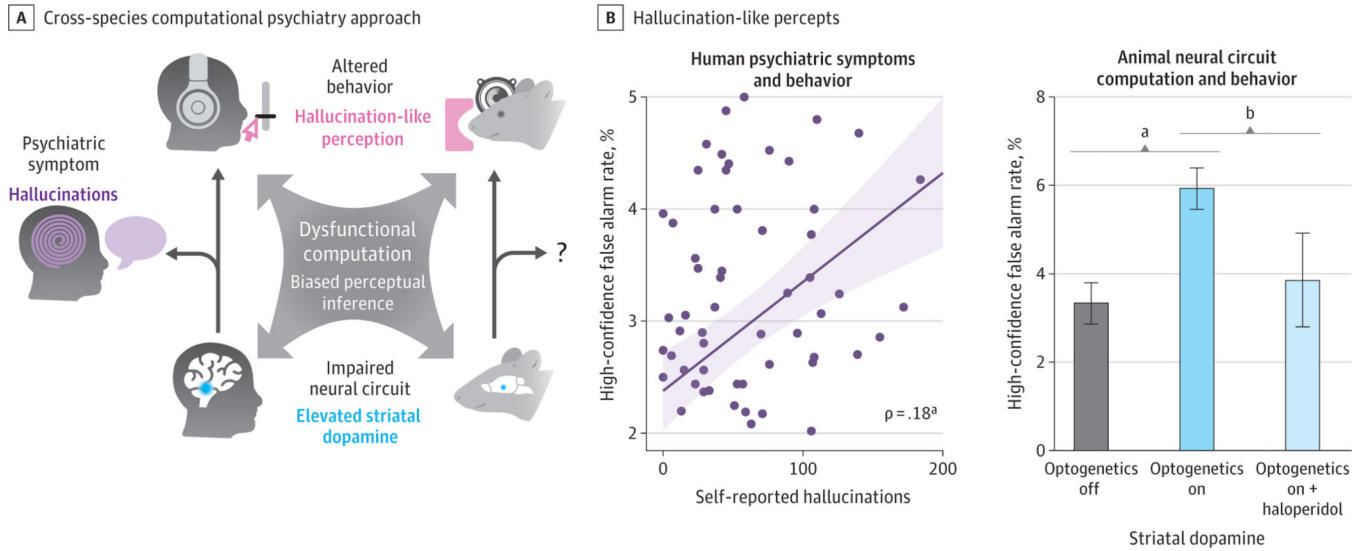 A Cross-species computational psychiatry approach
Altered
behavior
Hallucination-like
perception
Psychiatric
symptom
Hallucinations
Dysfunctional
computation
Biased perceptual
inference
?
Impaired
neural circuit
Elevated striatal
dopamine
B Hallucination-like percepts
Human psychiatric symptoms
and behavior
High-confidence false alarm rate, %
5
4
3
2
ρ = .18a
0
100
200
Self-reported hallucinations
Animal neural circuit
computation and behavior
High-confidence false alarm rate, %
8
6
4
2
0
a
b
Optogenetics
off
Optogenetics
on
Optogenetics
on +
haloperidol
Striatal dopamine